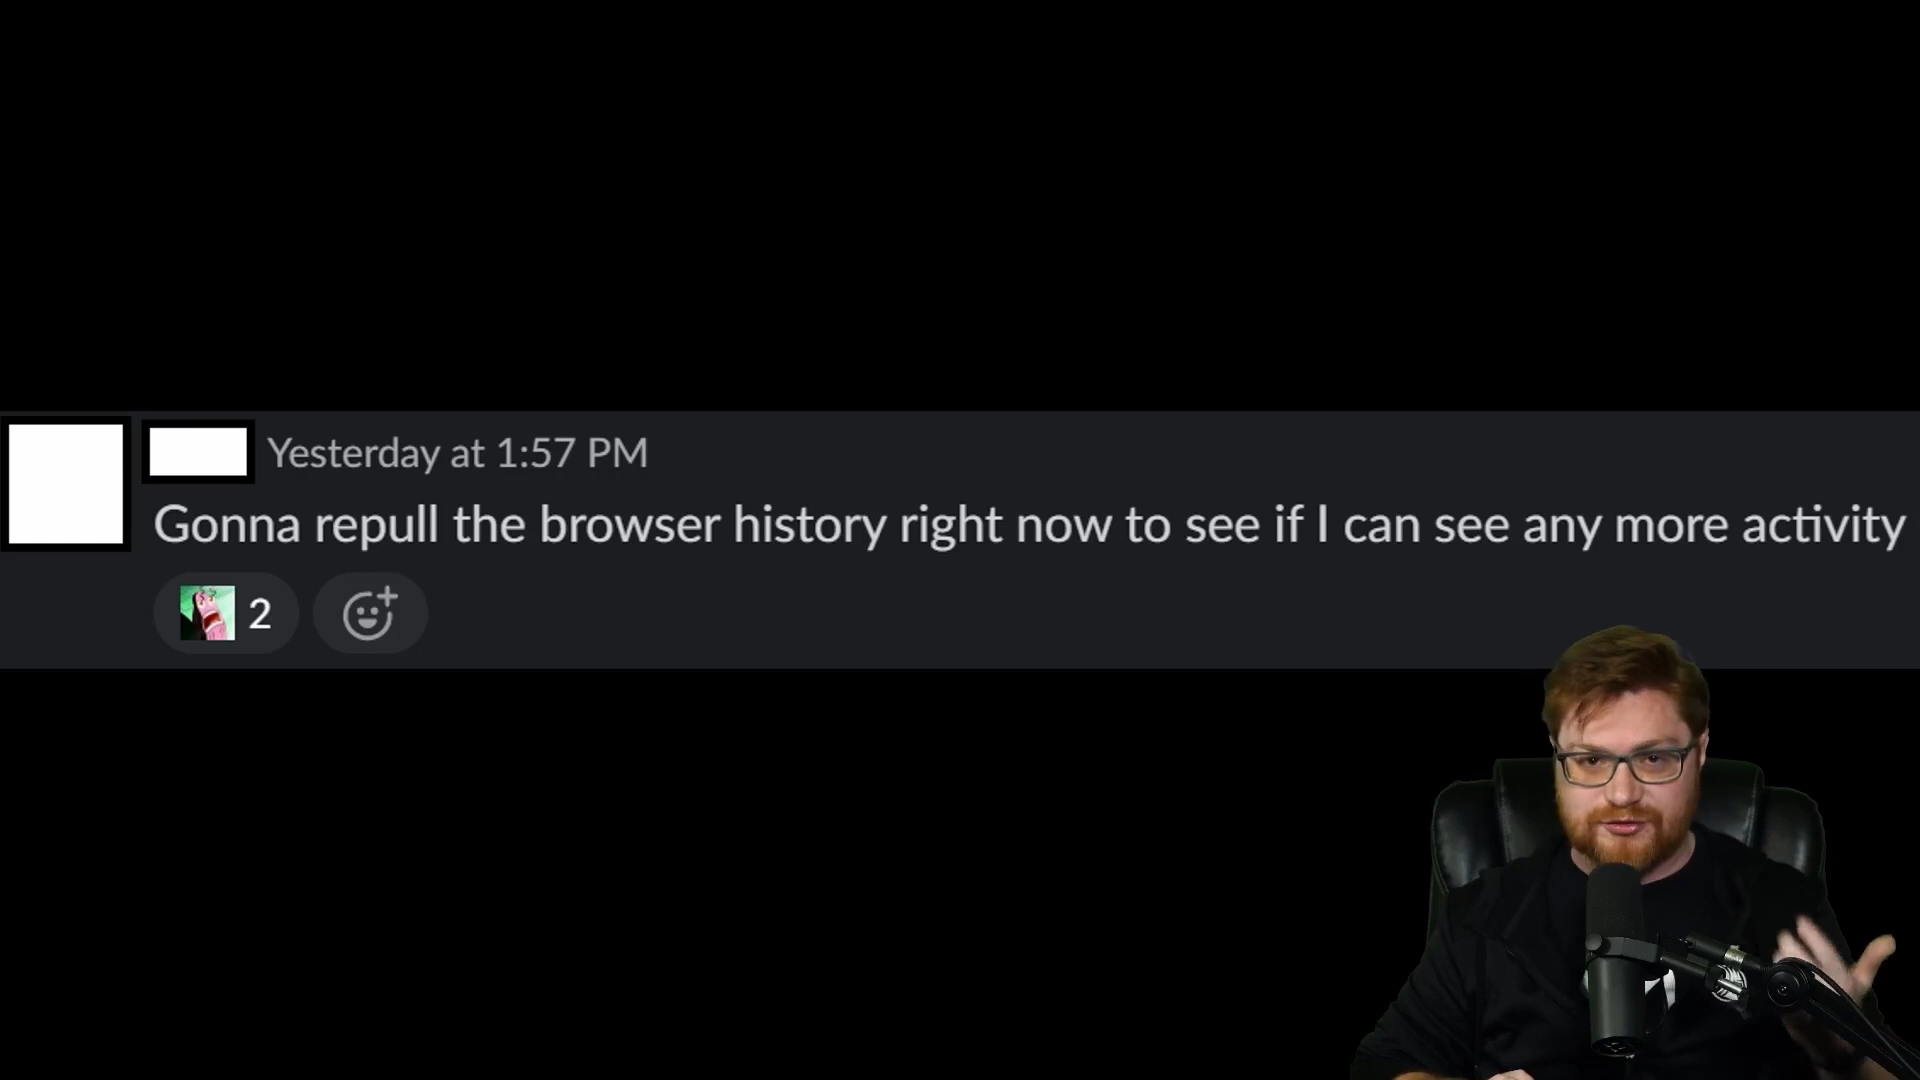 Yesterday at 1:57 PM
Gonna repull the browser history right now to see if I can see any more activity
2